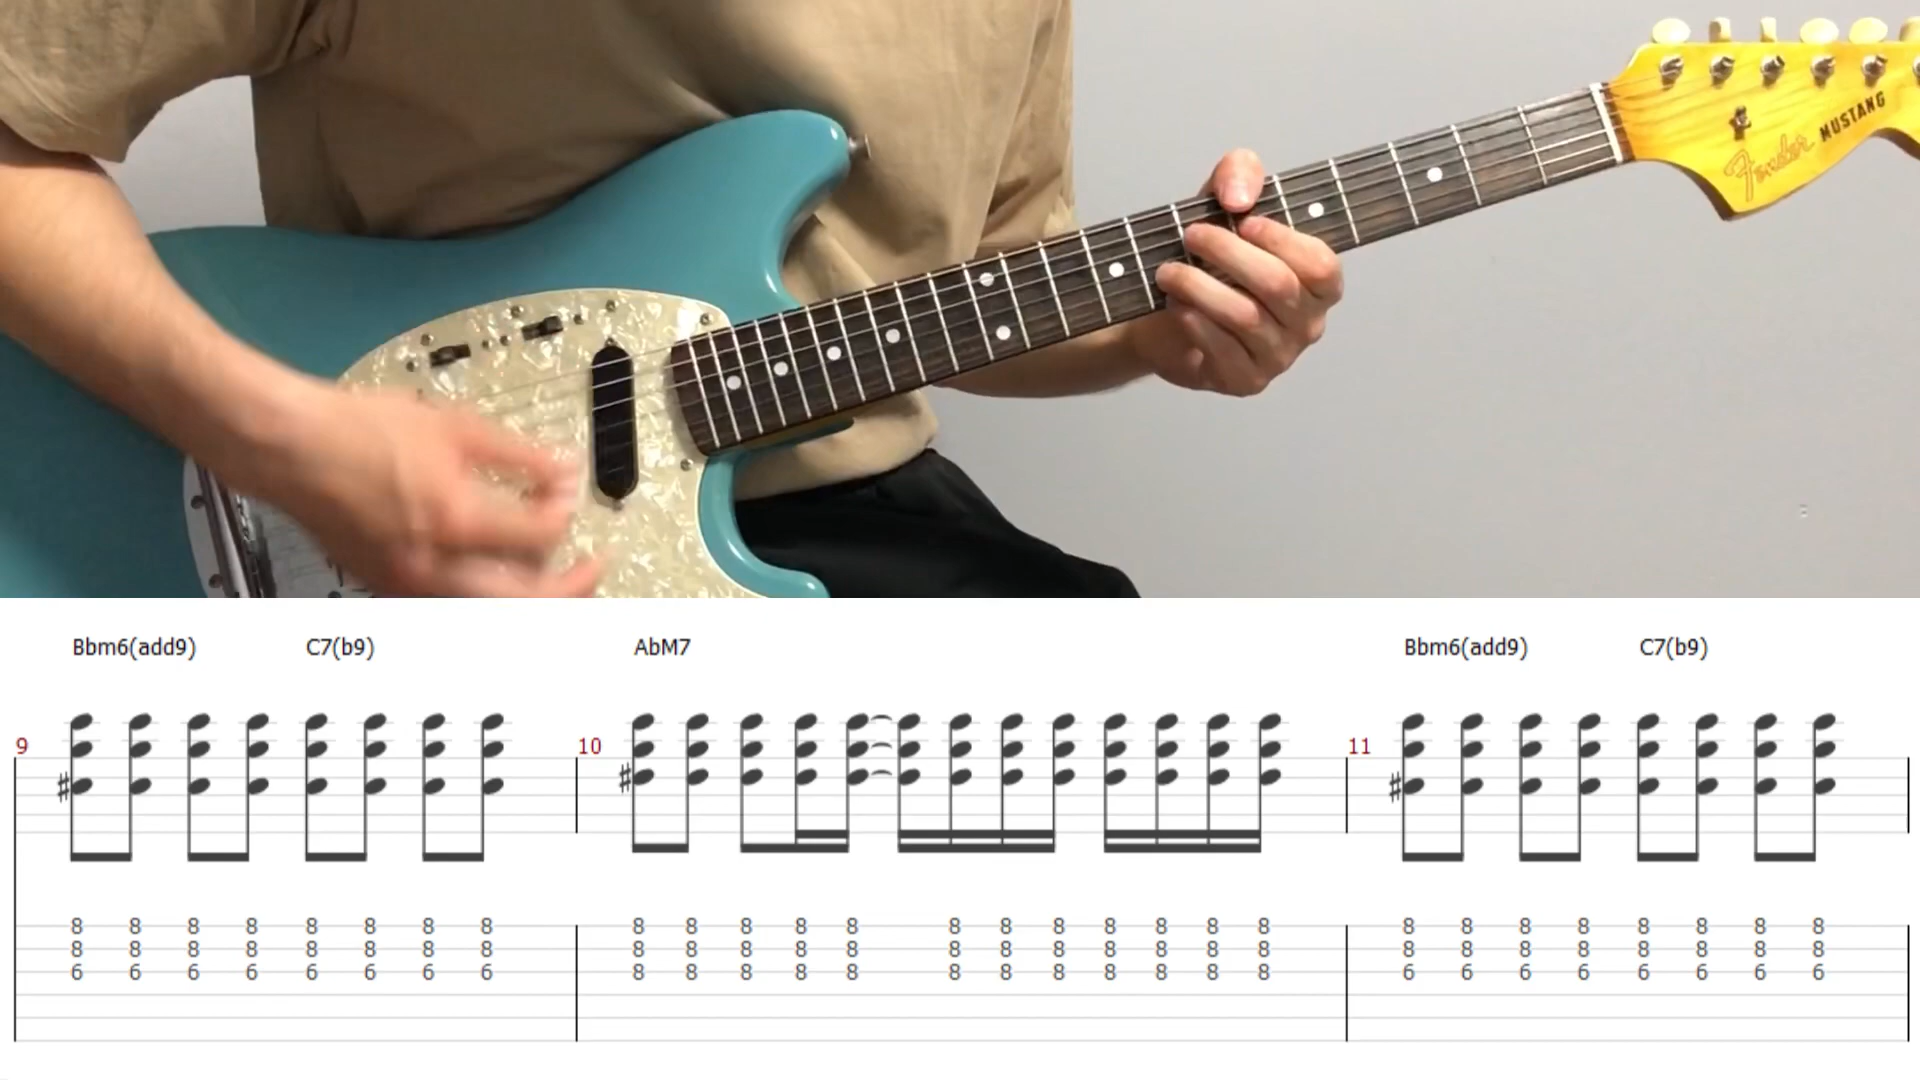 Fender MUSTANG
Bbm6(add9) C7(b9) AbM7 Bbm6(add9) C7(b9)
9 10 11
8 8 8 8 8 8 8 8 8 8 8 8 8 8 8 8 8 8 8 8 8 8 8 8 8 8 8 8
8 8 8 8 8 8 8 8 8 8 8 8 8 8 8 8 8 8 8 8 8 8 8 8 8 8 8 8
6 6 6 6 6 6 6 6 8 8 8 8 8 8 8 8 8 8 8 8 6 6 6 6 6 6 6 6